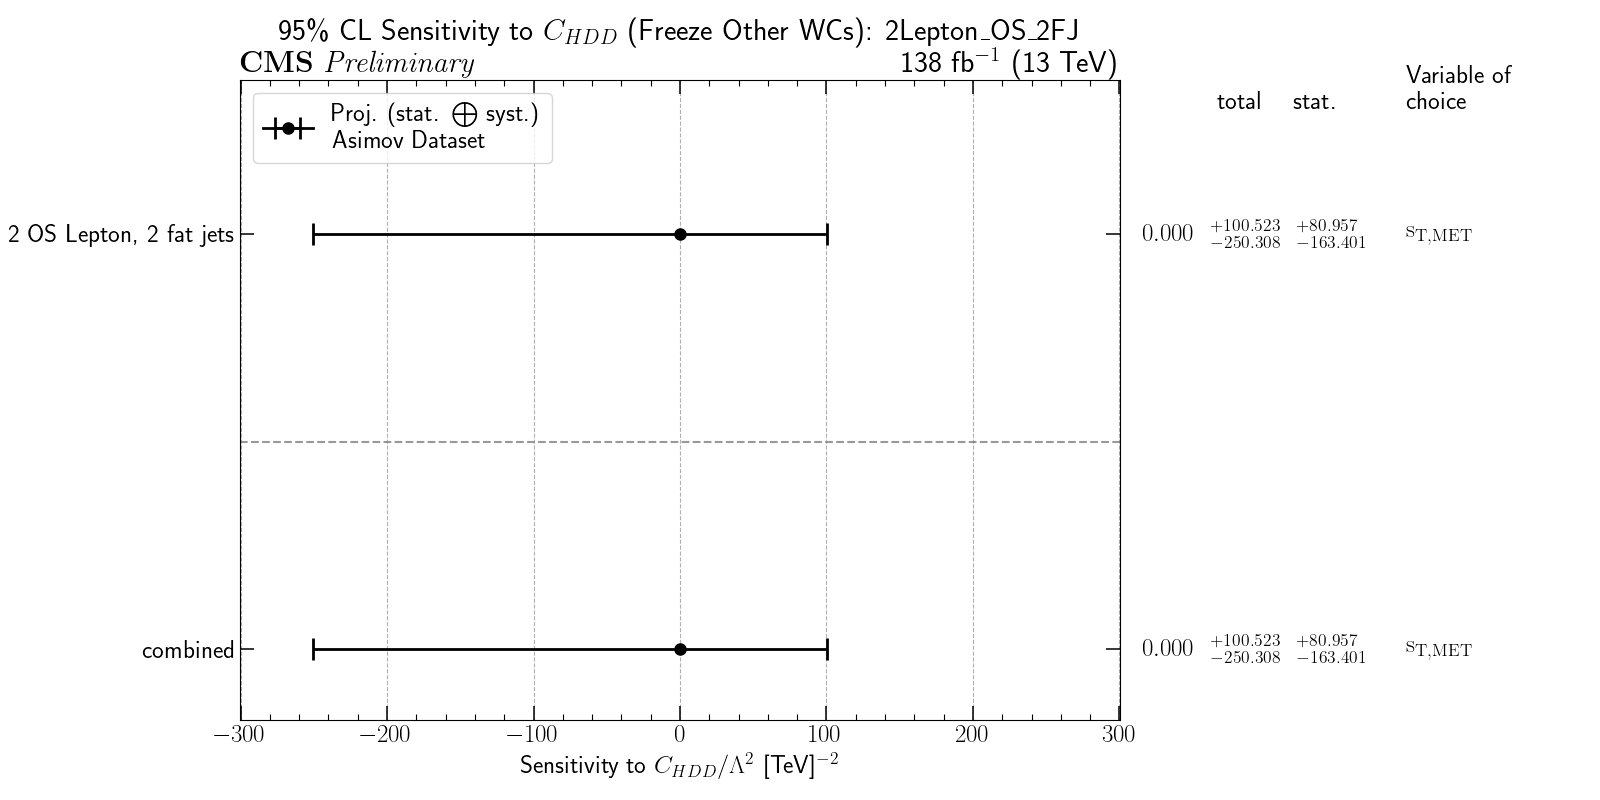 95% CL Sensitivity to C_{HDD} (Freeze Other WCs): 2Lepton_OS_2FJ
CMS Preliminary 138 fb^{−1} (13 TeV)
Proj. (stat. ⨁ syst.)
Asimov Dataset
total stat. Variable of choice
2 OS Lepton, 2 fat jets 0.000 +100.523 −250.308 +80.957 −163.401 s_{T,MET}
combined 0.000 +100.523 −250.308 +80.957 −163.401 s_{T,MET}
−300 −200 −100 0 100 200 300
Sensitivity to C_{HDD}/Λ^2 [TeV]^{−2}